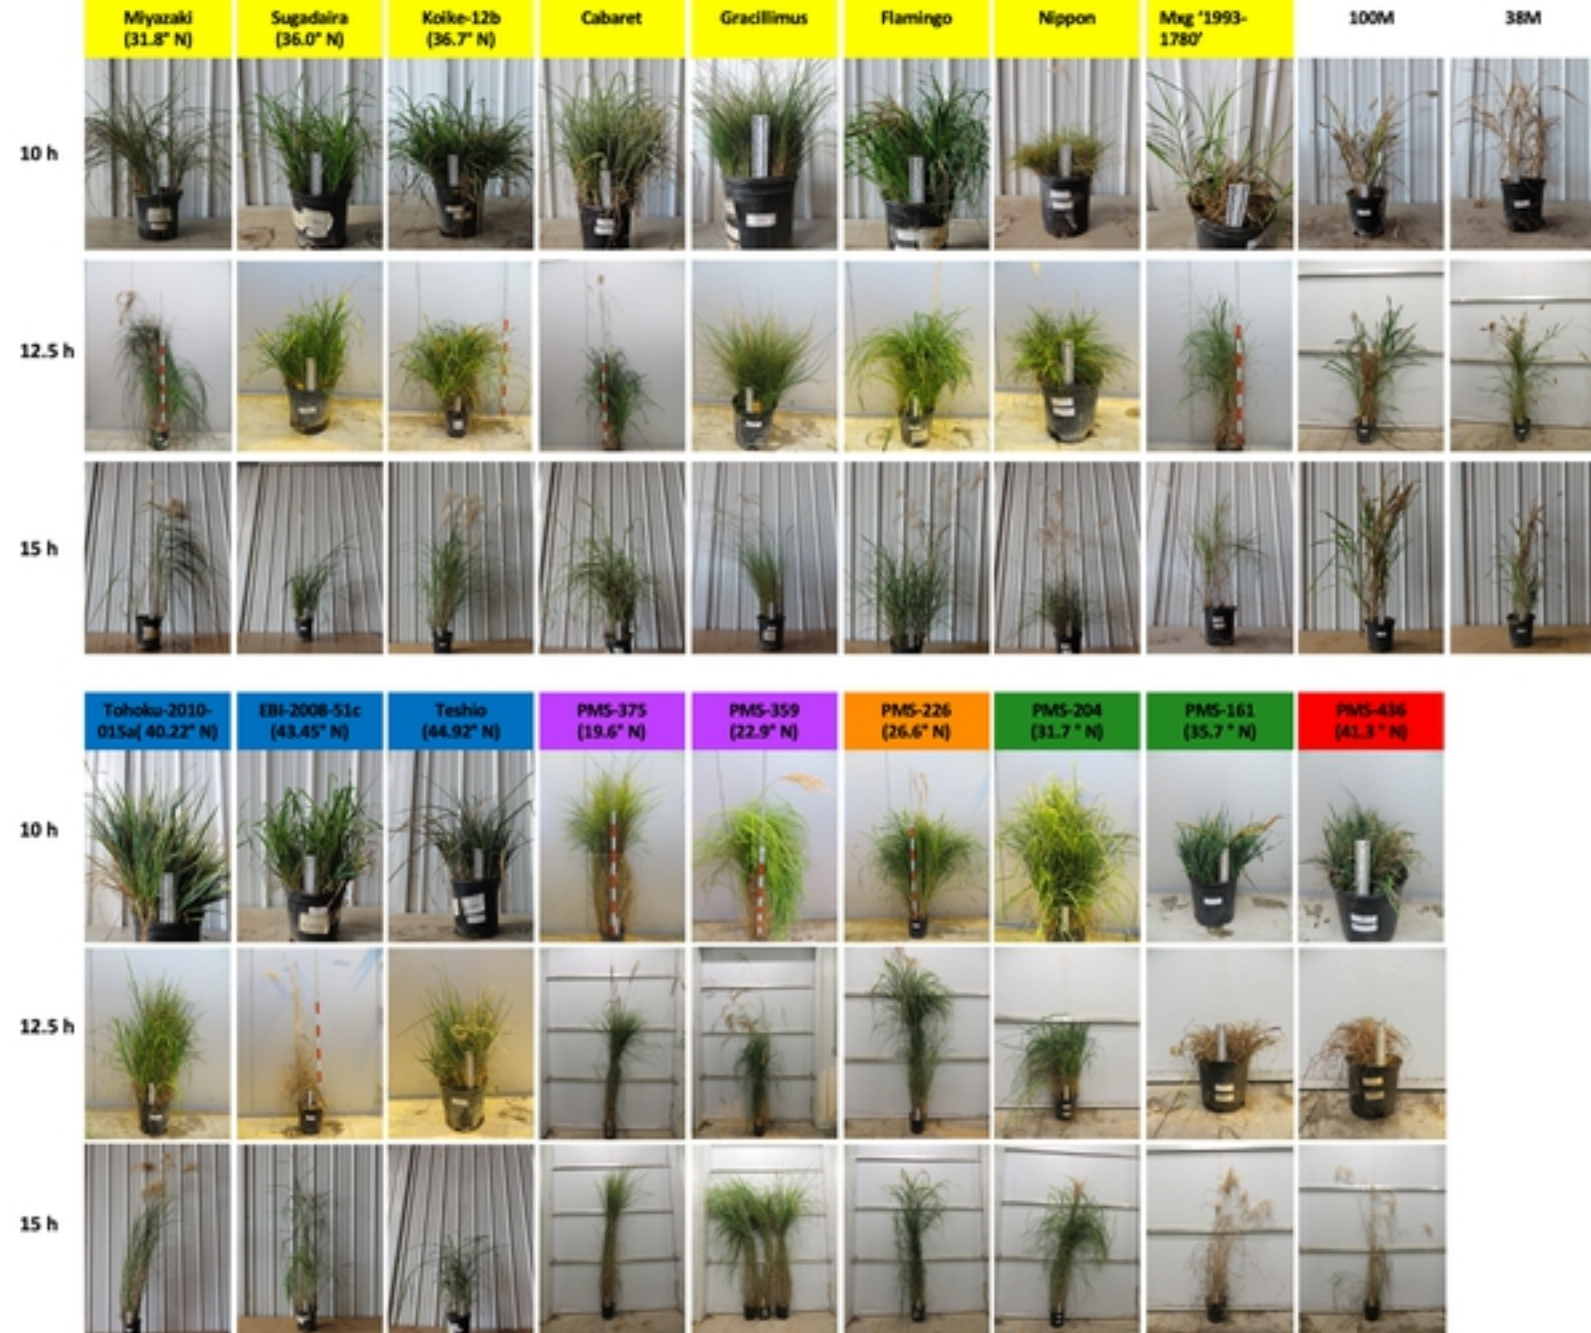 Miyazaki Sugadaira Koike-12b Cabaret Gracillimus Flamingo Nippon Mxg '1993- 100M 38M
(31.8° N) (36.0° N) (36.7° N) 1780'
10 h
12.5 h
15 h
Tohoku-2010- EBI-2008-51c Teshio PMS-375 PMS-359 PMS-226 PMS-204 PMS-161 PMS-436
015a( 40.22° N) (43.45° N) (44.92° N) (19.6° N) (22.9° N) (26.6° N) (31.7 ° N) (35.7 ° N) (41.3 ° N)
10 h
12.5 h
15 h